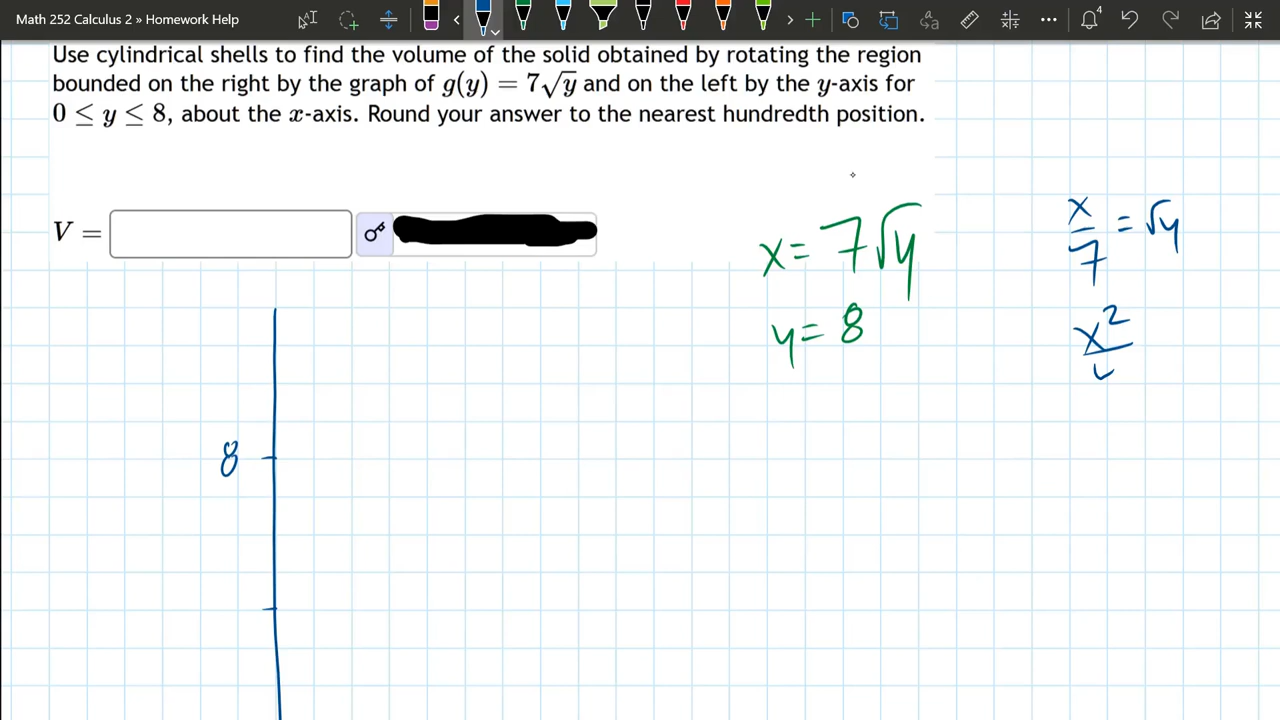 Math 252 Calculus 2 » Homework Help
4
Use cylindrical shells to find the volume of the solid obtained by rotating the region
bounded on the right by the graph of g(y) = 7√y and on the left by the y-axis for
0 ≤ y ≤ 8, about the x-axis. Round your answer to the nearest hundredth position.
V =
x = 7√y
x/7 = √y
y = 8
x²
8